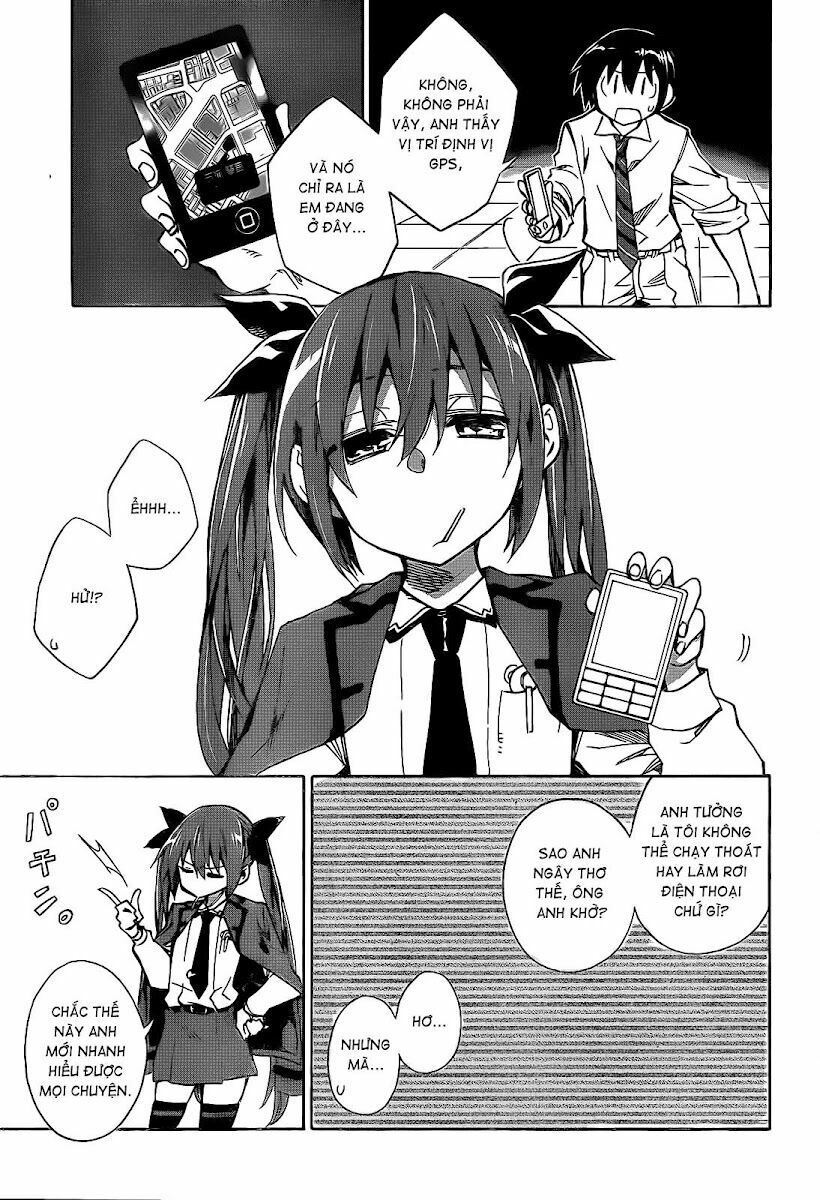 KHÔNG,
KHÔNG PHẢI
VẬY, ANH THẤY
VỊ TRÍ ĐỊNH VỊ
GPS,
VÀ NÓ
CHỈ RA LÀ
EM ĐANG
Ở ĐÂY...
ỂHHH...
HỬ!?
ANH TƯỞNG
LÀ TÔI KHÔNG
THỂ CHẠY THOÁT
HAY LÀM RƠI
ĐIỆN THOẠI
CHỨ GÌ?
SAO ANH
NGÂY THƠ
THẾ, ÔNG
ANH KHỜ?
HƠ...
NHƯNG
MÀ...
パチニ。
CHẮC THẾ
NÀY ANH
MỚI NHANH
HIỂU ĐƯỢC
MỌI CHUYỆN.